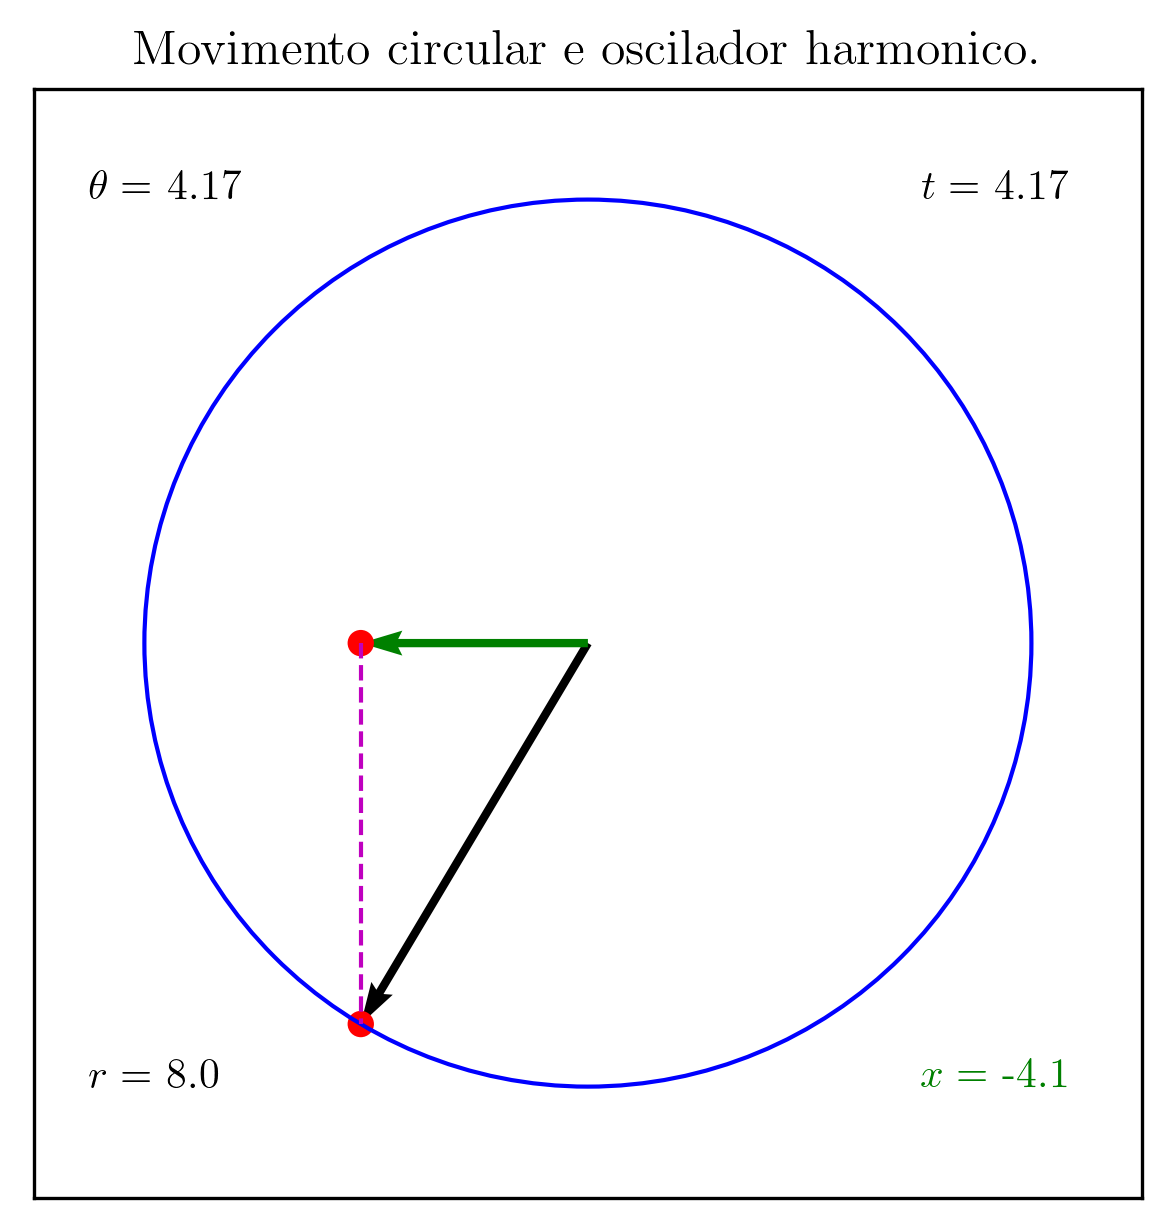 Movimento circular e oscilador harmonico.
θ = 4.17
t = 4.17
r = 8.0
x = -4.1